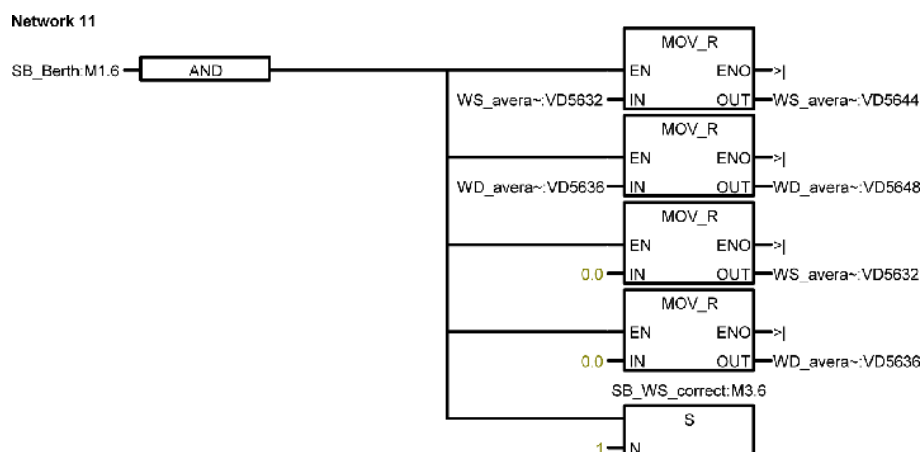 Network 11
MOV_R
SB_Berth:M1.6 AND EN ENO >|
WS_avera~:VD5632 IN OUT WS_avera~:VD5644
MOV_R
EN ENO >|
WD_avera~:VD5636 IN OUT WD_avera~:VD5648
MOV_R
EN ENO >|
0.0 IN OUT WS_avera~:VD5632
MOV_R
EN ENO >|
0.0 IN OUT WD_avera~:VD5636
SB_WS_correct:M3.6
S
1 N